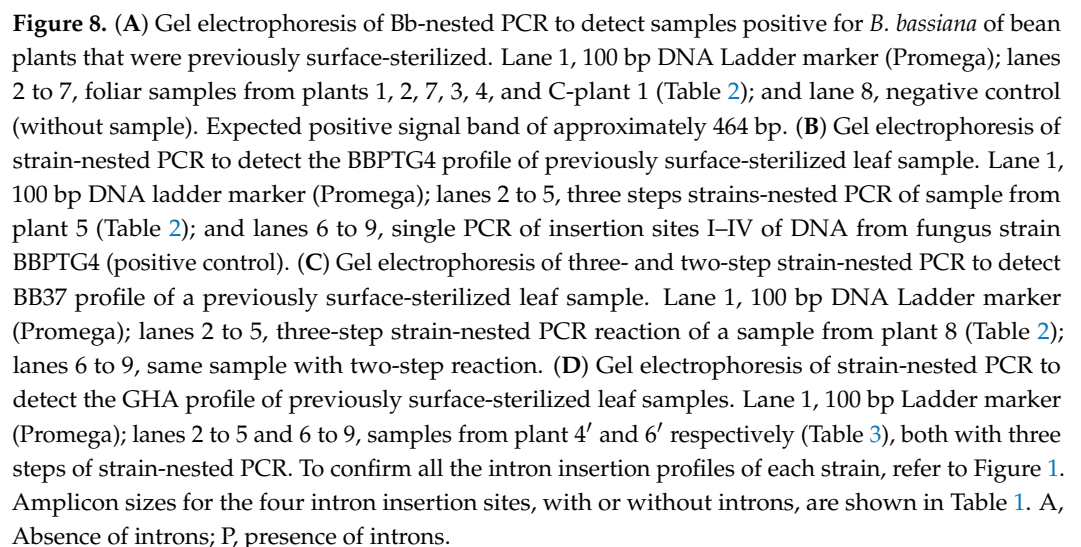 Figure 8. (A) Gel electrophoresis of Bb-nested PCR to detect samples positive for B. bassiana of bean
plants that were previously surface-sterilized. Lane 1, 100 bp DNA Ladder marker (Promega); lanes
2 to 7, foliar samples from plants 1, 2, 7, 3, 4, and C-plant 1 (Table 2); and lane 8, negative control
(without sample). Expected positive signal band of approximately 464 bp. (B) Gel electrophoresis of
strain-nested PCR to detect the BBPTG4 profile of previously surface-sterilized leaf sample. Lane 1,
100 bp DNA ladder marker (Promega); lanes 2 to 5, three steps strains-nested PCR of sample from
plant 5 (Table 2); and lanes 6 to 9, single PCR of insertion sites I–IV of DNA from fungus strain
BBPTG4 (positive control). (C) Gel electrophoresis of three- and two-step strain-nested PCR to detect
BB37 profile of a previously surface-sterilized leaf sample. Lane 1, 100 bp DNA Ladder marker
(Promega); lanes 2 to 5, three-step strain-nested PCR reaction of a sample from plant 8 (Table 2);
lanes 6 to 9, same sample with two-step reaction. (D) Gel electrophoresis of strain-nested PCR to
detect the GHA profile of previously surface-sterilized leaf samples. Lane 1, 100 bp Ladder marker
(Promega); lanes 2 to 5 and 6 to 9, samples from plant 4′ and 6′ respectively (Table 3), both with three
steps of strain-nested PCR. To confirm all the intron insertion profiles of each strain, refer to Figure 1.
Amplicon sizes for the four intron insertion sites, with or without introns, are shown in Table 1. A,
Absence of introns; P, presence of introns.